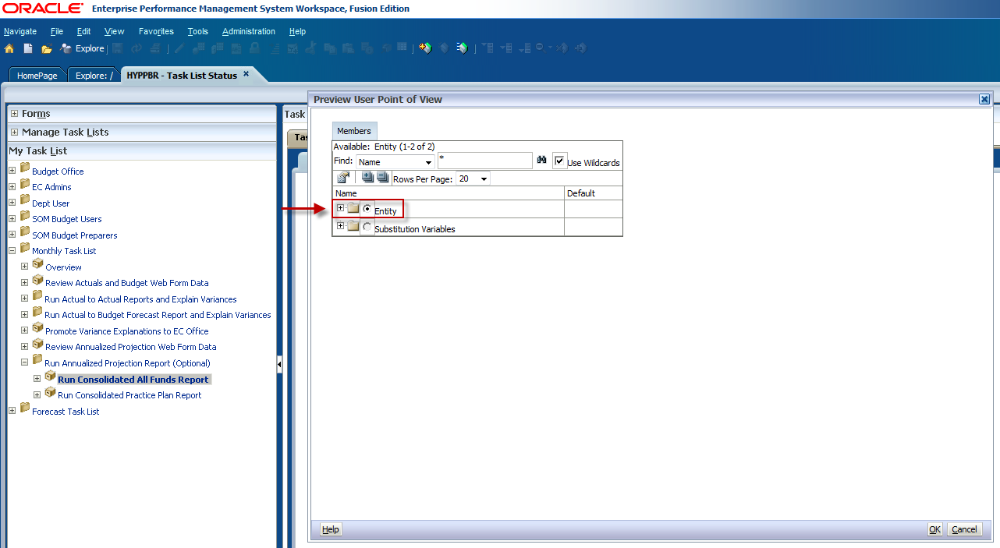 ORACLE® Enterprise Performance Management System Workspace, Fusion Edition
Navigate File Edit View Favorites Tools Administration Help
Explore
HomePage Explore: / HYPPBR - Task List Status
Forms
Manage Task Lists
My Task List
Budget Office
EC Admins
Dept User
SOM Budget Users
SOM Budget Preparers
Monthly Task List
Overview
Review Actuals and Budget Web Form Data
Run Actual to Actual Reports and Explain Variances
Run Actual to Budget Forecast Report and Explain Variances
Promote Variance Explanations to EC Office
Review Annualized Projection Web Form Data
Run Annualized Projection Report (Optional)
Run Consolidated All Funds Report
Run Consolidated Practice Plan Report
Forecast Task List
Task
Tas
Preview User Point of View
Members
Available: Entity (1-2 of 2)
Find: Name * Use Wildcards
Rows Per Page: 20
Name Default
Entity
Substitution Variables
Help OK Cancel